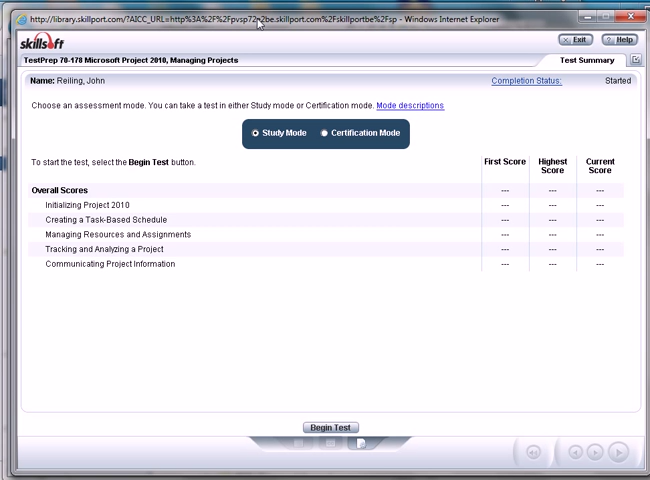 http://library.skillport.com/?AICC_URL=http%3A%2F%2Fpvsp72n2be.skillport.com%2Fskillportbe%2Fsp - Windows Internet Explorer
skillsoft
Exit
? Help
TestPrep 70-178 Microsoft Project 2010, Managing Projects
Test Summary
Name: Reiling, John
Completion Status:
Started
Choose an assessment mode. You can take a test in either Study mode or Certification mode. Mode descriptions
Study Mode
Certification Mode
To start the test, select the Begin Test button.
First Score
Highest Score
Current Score
Overall Scores --- --- ---
Initializing Project 2010 --- --- ---
Creating a Task-Based Schedule --- --- ---
Managing Resources and Assignments --- --- ---
Tracking and Analyzing a Project --- --- ---
Communicating Project Information --- --- ---
Begin Test